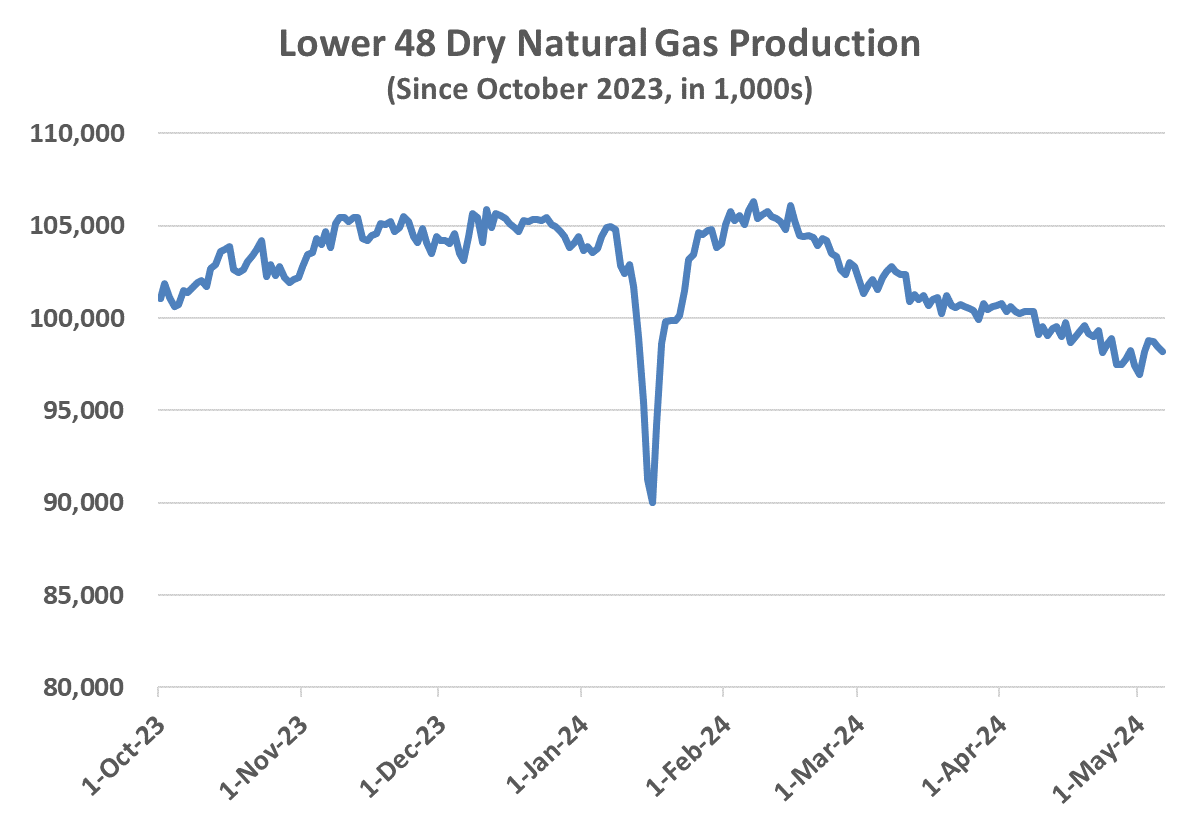 Lower 48 Dry Natural Gas Production
(Since October 2023, in 1,000s)
110,000
105,000
100,000
95,000
90,000
85,000
80,000
1-Oct-23
1-Nov-23
1-Dec-23
1-Jan-24
1-Feb-24
1-Mar-24
1-Apr-24
1-May-24